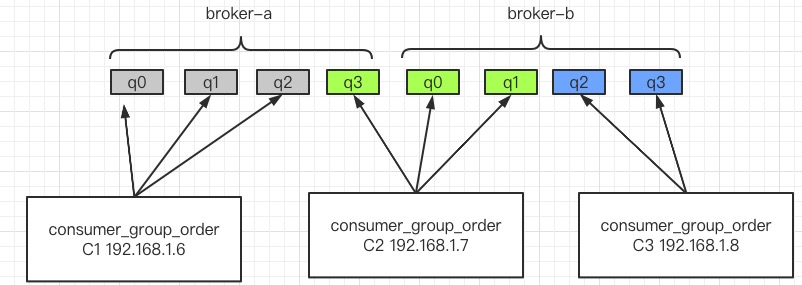 broker-a
broker-b
q0
q1
q2
q3
q0
q1
q2
q3
consumer_group_order
C1 192.168.1.6
consumer_group_order
C2 192.168.1.7
consumer_group_order
C3 192.168.1.8